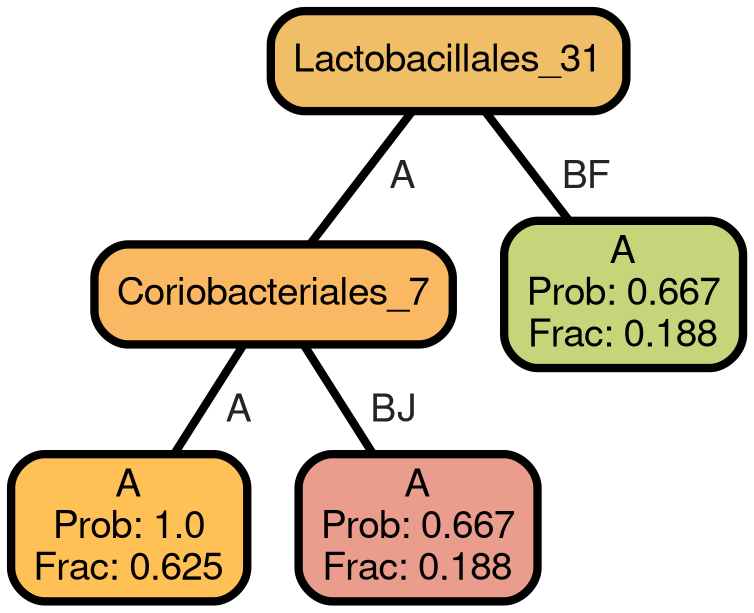 Lactobacillales_31
A
BF
A
Prob: 0.667
Frac: 0.188
Coriobacteriales_7
A
BJ
A
Prob: 1.0
Frac: 0.625
A
Prob: 0.667
Frac: 0.188